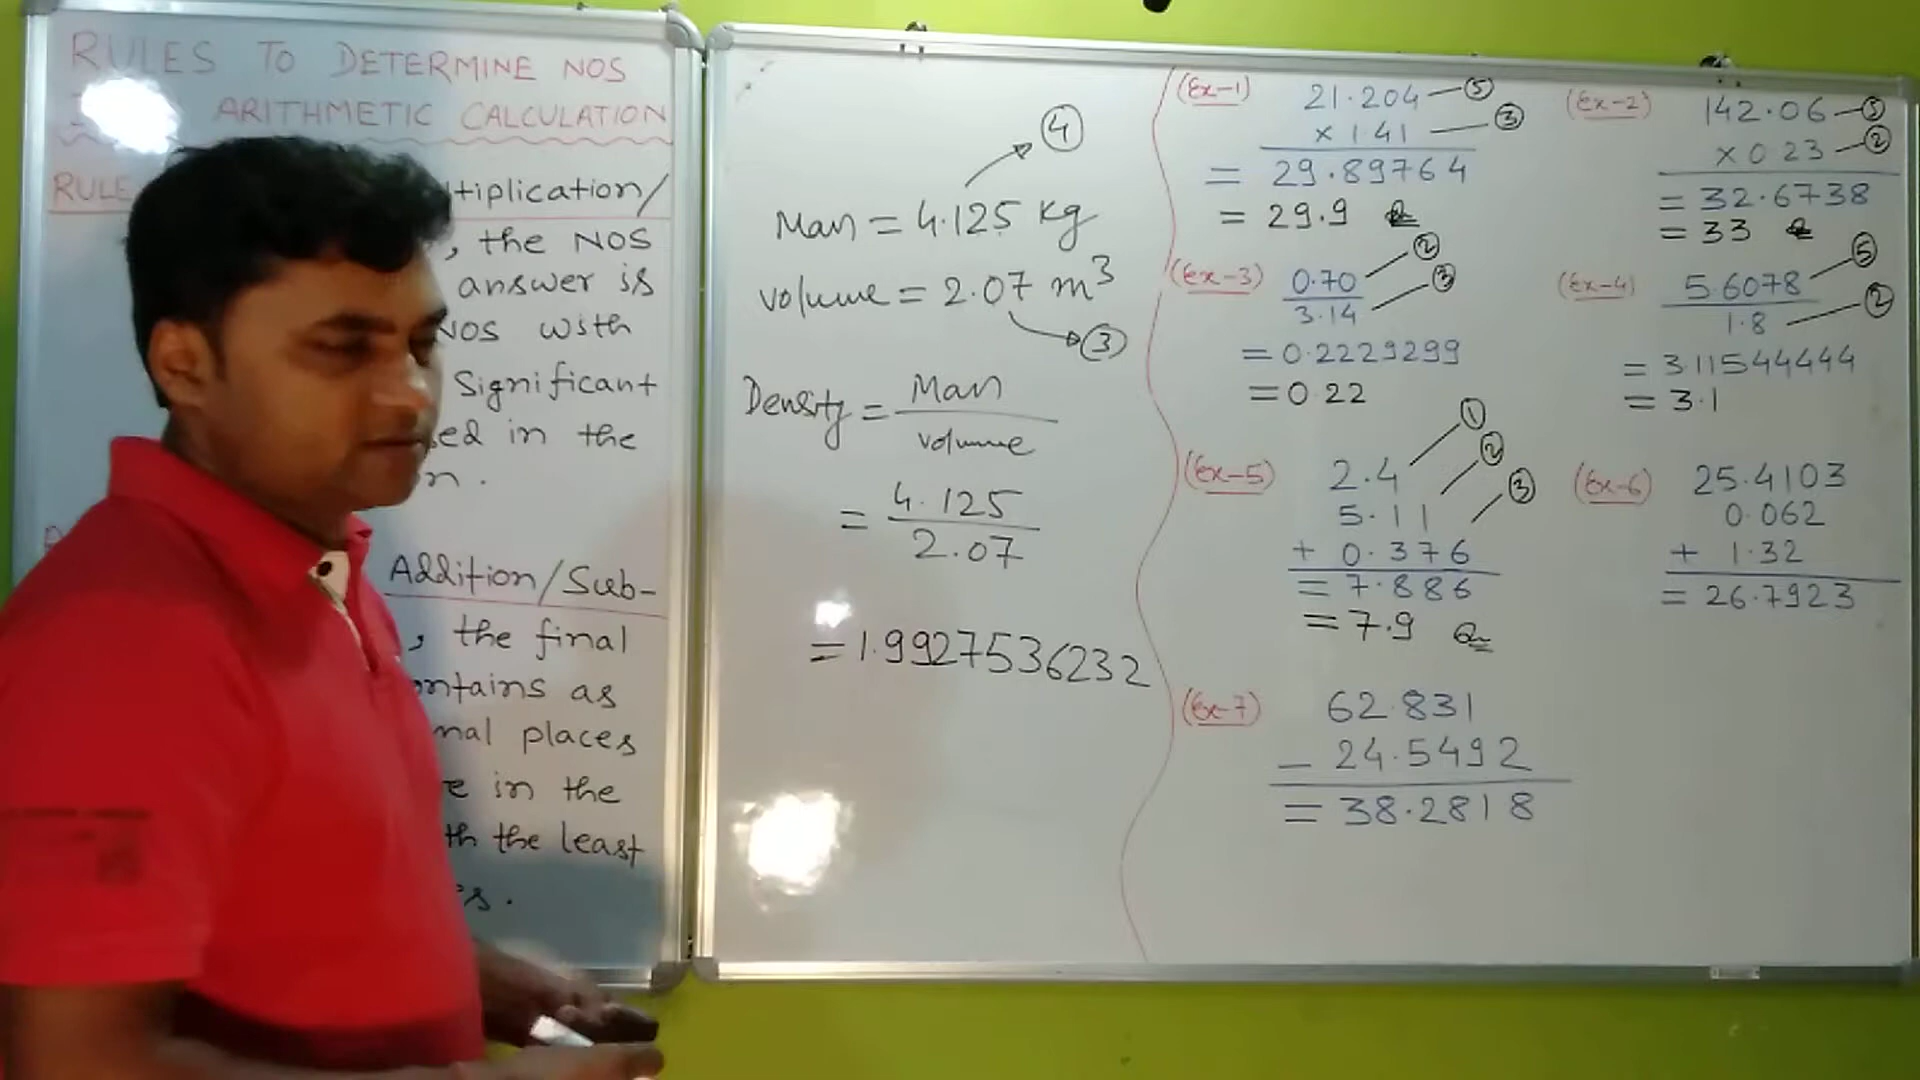 RULES TO DETERMINE NOS
ARITHMETIC CALCULATION
RULE
tiplication/
, the NOS
answer is
NOS with
Significant
ed in the
n.
Addition/Sub-
, the final
ontains as
mal places
e in the
th the least
s.
4
Mass = 4.125 kg
volume = 2.07 m³
3
Density = Mass
volume
= 4.125
2.07
= 1.9927536232
(Ex-1) 21.204 5
× 1.41 3
= 29.89764
= 29.9
(Ex-2) 142.06 5
× 0.23 2
= 32.6738
= 33
(Ex-3) 0.70 2
3.14 3
= 0.2229299
= 0.22
(Ex-4) 5.6078 5
1.8 2
= 3.11544444
= 3.1
(Ex-5) 2.4 1
5.11 2
+ 0.376 3
= 7.886
= 7.9
(Ex-6) 25.4103
0.062
+ 1.32
= 26.7923
(Ex-7) 62.831
- 24.5492
= 38.2818